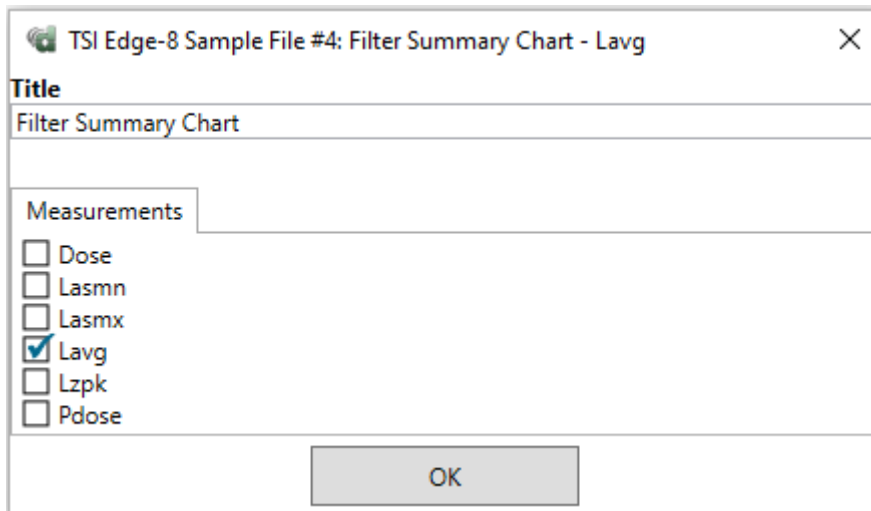 TSI Edge-8 Sample File #4: Filter Summary Chart - Lavg
Title
Filter Summary Chart
Measurements
Dose
Lasmn
Lasmx
Lavg
Lzpk
Pdose
OK